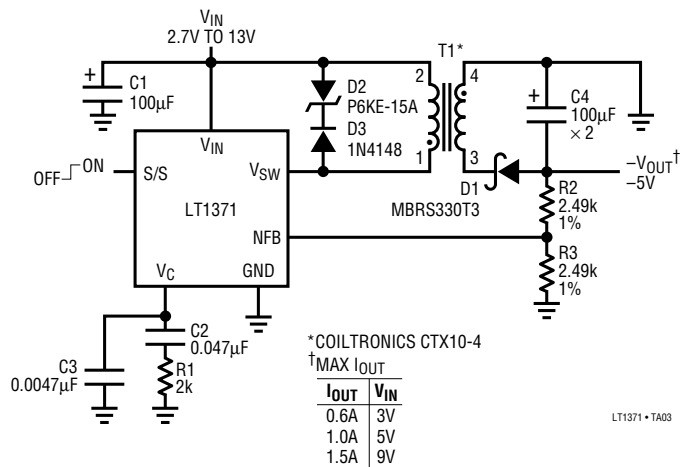 VIN
2.7V TO 13V
T1*
+
C1
100µF
D2
P6KE-15A
D3
1N4148
2
4
1
3
+
C4
100µF
× 2
VIN
ON
OFF
S/S
VSW
LT1371
NFB
VC
GND
D1
MBRS330T3
–VOUT†
–5V
R2
2.49k
1%
R3
2.49k
1%
C2
0.047µF
C3
0.0047µF
R1
2k
*COILTRONICS CTX10-4
†MAX IOUT
IOUT VIN
0.6A 3V
1.0A 5V
1.5A 9V
LT1371 • TA03